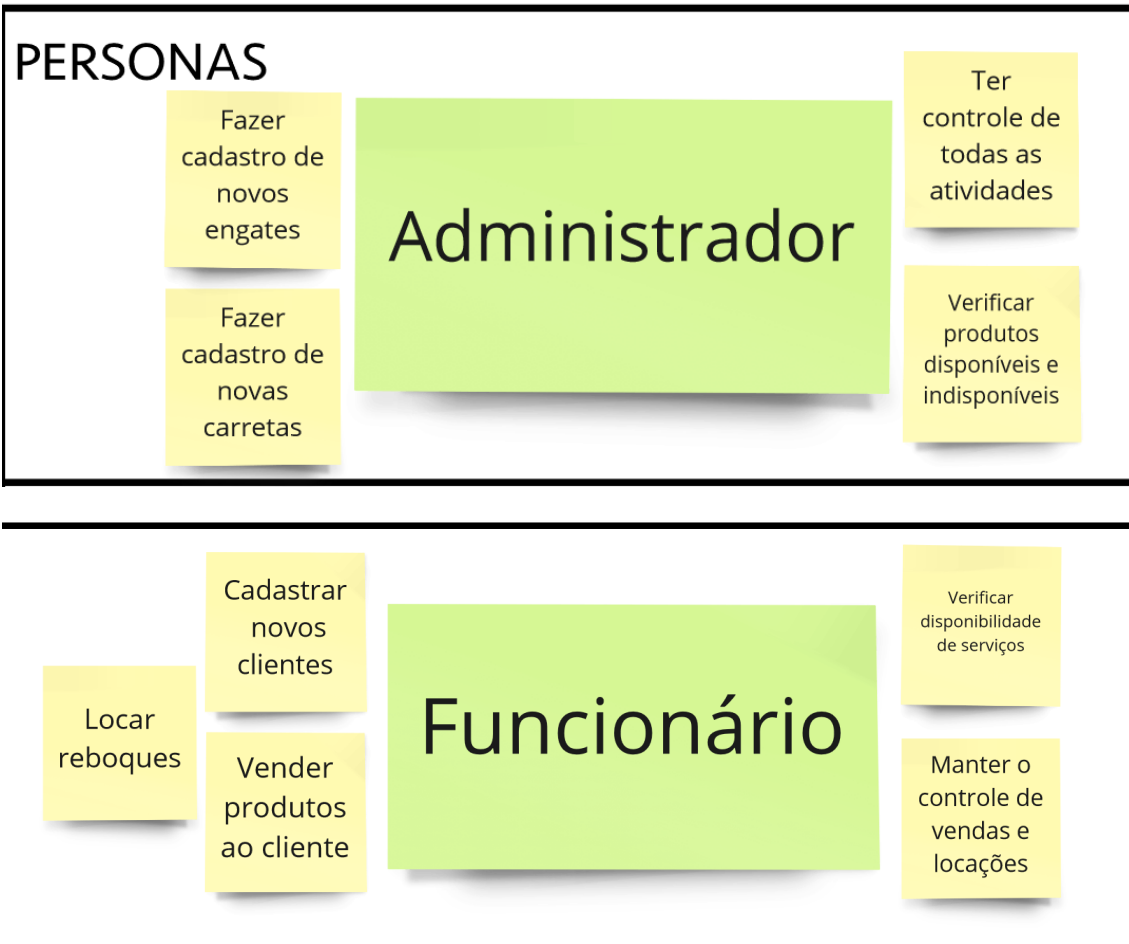 PERSONAS
Fazer
cadastro de
novos
engates
Fazer
cadastro de
novas
carretas
Administrador
Ter
controle de
todas as
atividades
Verificar
produtos
disponíveis e
indisponíveis
Locar
reboques
Cadastrar
novos
clientes
Vender
produtos
ao cliente
Funcionário
Verificar
disponibilidade
de serviços
Manter o
controle de
vendas e
locações